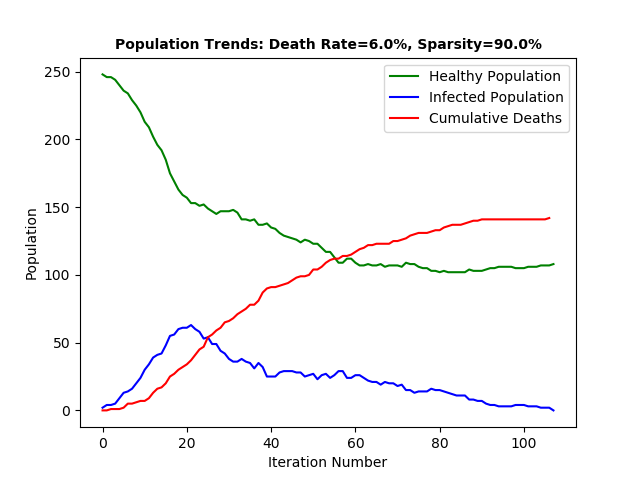 Population Trends: Death Rate=6.0%, Sparsity=90.0%
Healthy Population
Infected Population
Cumulative Deaths
Population
250
200
150
100
50
0
0 20 40 60 80 100
Iteration Number